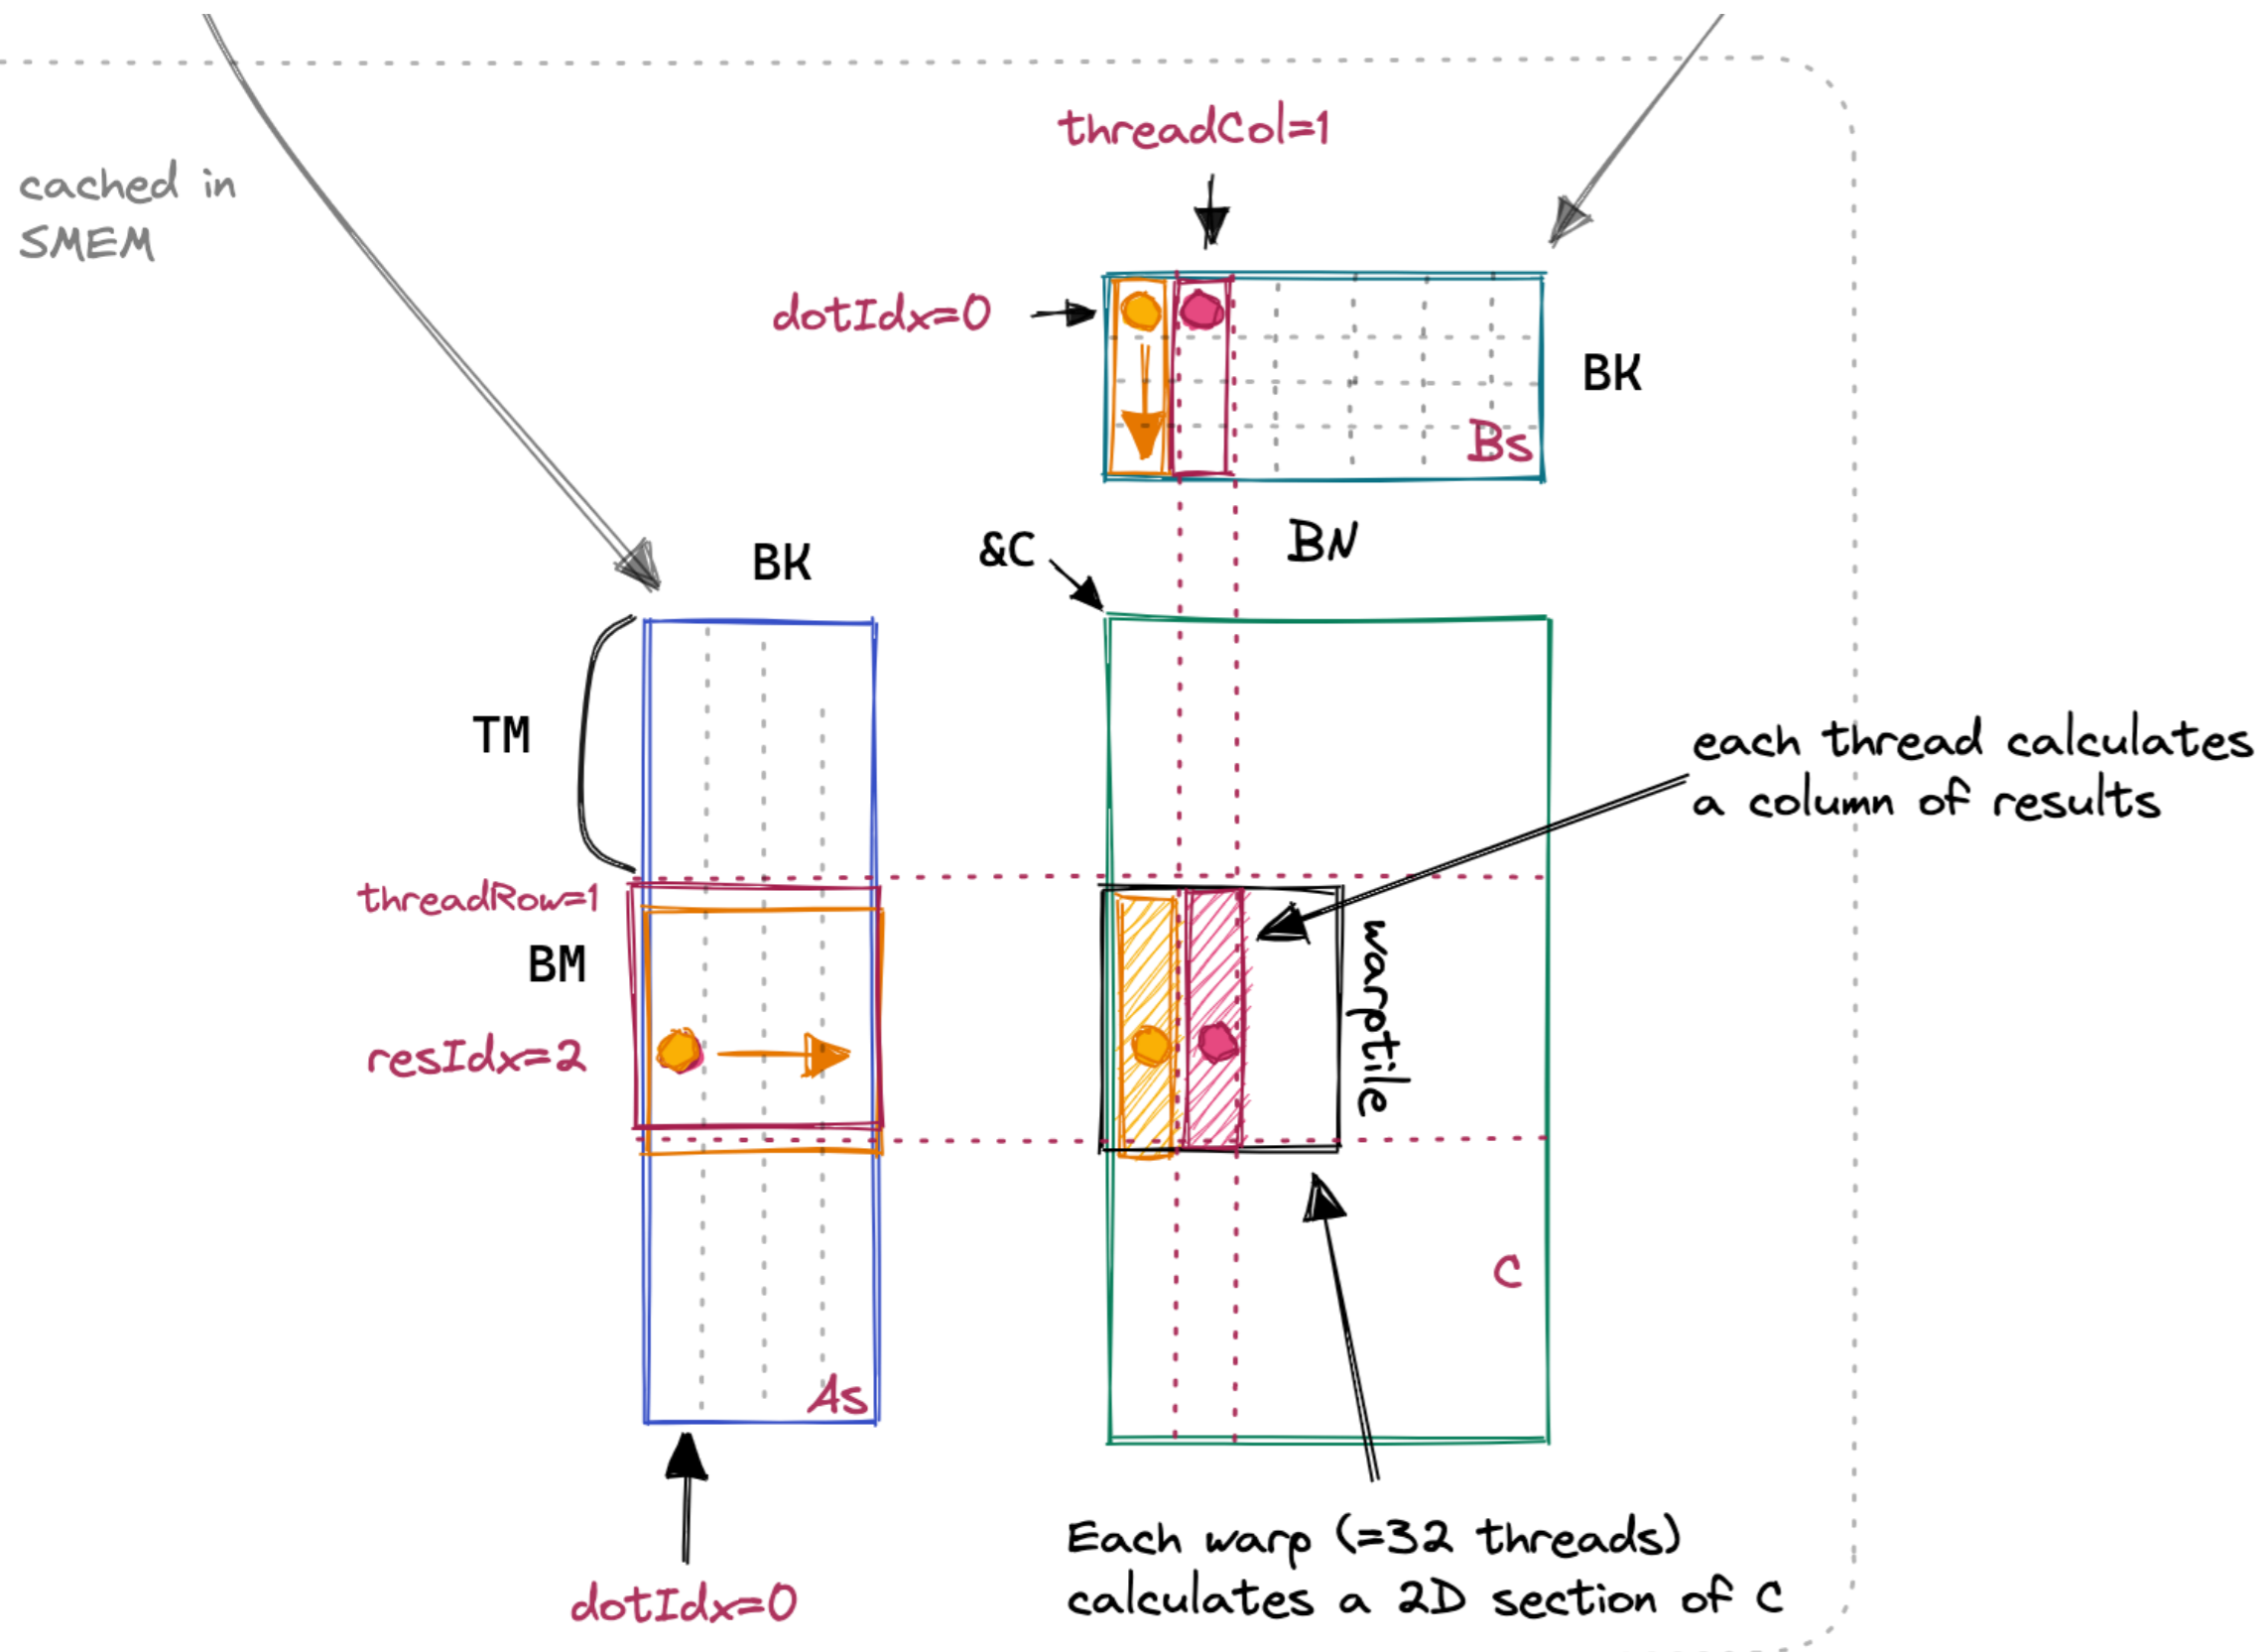 threadCol=1
cached in
SMEM
dotIdx=0
BK
Bs
&C
BN
BK
TM
each thread calculates
a column of results
threadRow=1
BM
warptile
resIdx=2
C
As
Each warp (=32 threads)
calculates a 2D section of C
dotIdx=0